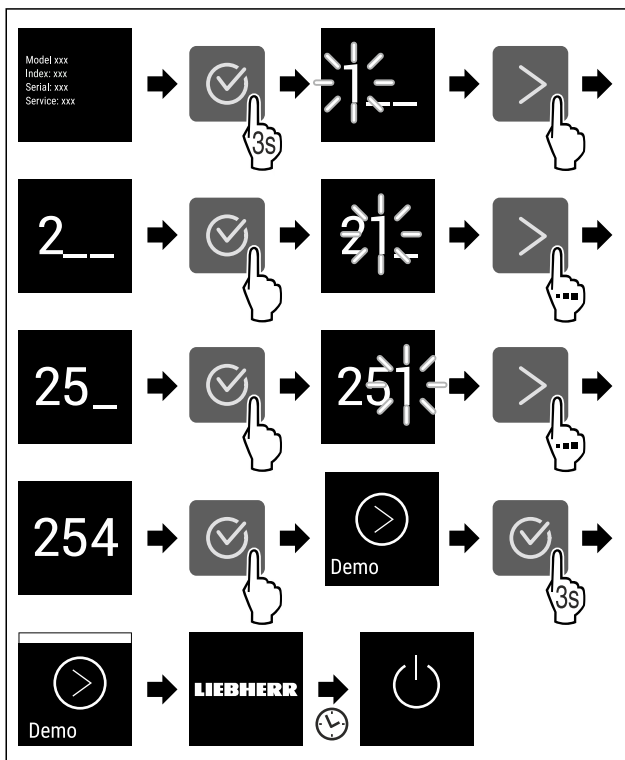 Model xxx
Index: xxx
Serial: xxx
Service: xxx
3s
1__
2__
21_
25_
251
254
Demo
3s
Demo
LIEBHERR